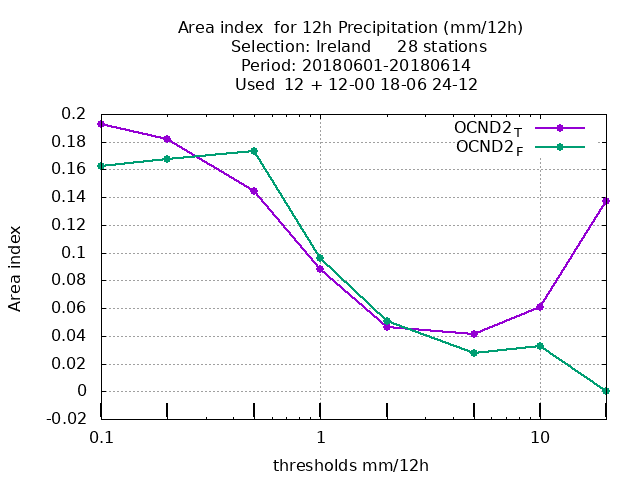 Area index  for 12h Precipitation (mm/12h)
Selection: Ireland     28 stations
Period: 20180601-20180614
Used  12 + 12-00 18-06 24-12
OCND2_T
OCND2_F
0.2
0.18
0.16
0.14
0.12
0.1
0.08
0.06
0.04
0.02
0
-0.02
Area index
0.1 1 10
thresholds mm/12h